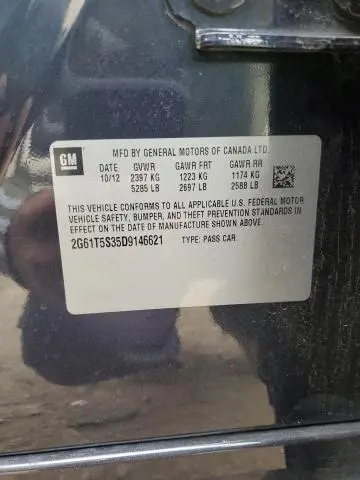 GM
MFD BY GENERAL MOTORS OF CANADA LTD.
DATE GVWR GAWR FRT GAWR RR
10/12 2397 KG 1223 KG 1174 KG
5285 LB 2697 LB 2588 LB
THIS VEHICLE CONFORMS TO ALL APPLICABLE U.S. FEDERAL MOTOR
VEHICLE SAFETY, BUMPER, AND THEFT PREVENTION STANDARDS IN
EFFECT ON THE DATE OF MANUFACTURE SHOWN ABOVE.
2G61T5S35D9146621 TYPE: PASS CAR